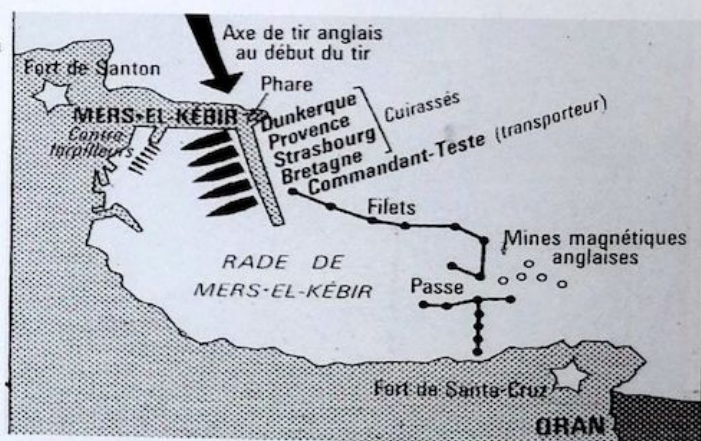 Axe de tir anglais
au début du tir
Fort de Santon
Phare
MERS-EL-KÉBIR
Contre-
torpilleurs
Dunkerque
Provence
Strasbourg
Bretagne
Cuirassés
Commandant-Teste (transporteur)
Filets
Mines magnétiques
anglaises
RADE DE
MERS-EL-KÉBIR
Passe
Fort de Santa-Cruz
ORAN